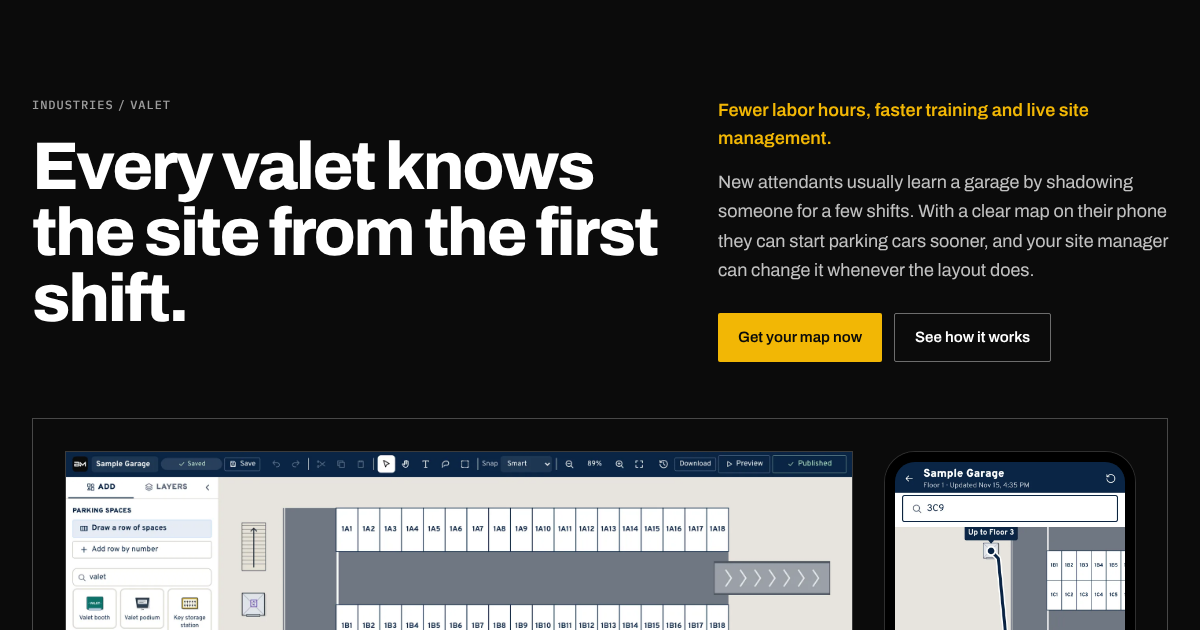 INDUSTRIES / VALET
Every valet knows
the site from the first
shift.
Fewer labor hours, faster training and live site
management.
New attendants usually learn a garage by shadowing
someone for a few shifts. With a clear map on their phone
they can start parking cars sooner, and your site manager
can change it whenever the layout does.
Get your map now
See how it works
Sample Garage
Saved
Save
Snap
Smart
89%
Download
Preview
Published
ADD
LAYERS
PARKING SPACES
Draw a row of spaces
Add row by number
valet
Valet booth
Valet podium
Key storage
station
1A1 1A2 1A3 1A4 1A5 1A6 1A7 1A8 1A9 1A10 1A11 1A12 1A13 1A14 1A15 1A16 1A17 1A18
1B1 1B2 1B3 1B4 1B5 1B6 1B7 1B8 1B9 1B10 1B11 1B12 1B13 1B14 1B15 1B16 1B17 1B18
Sample Garage
Floor 1 · Updated Nov 15, 4:35 PM
3C9
Up to Floor 3
1B1 1B2 1B3 1B4 1B5
1C1 1C2 1C3 1C4 1C5